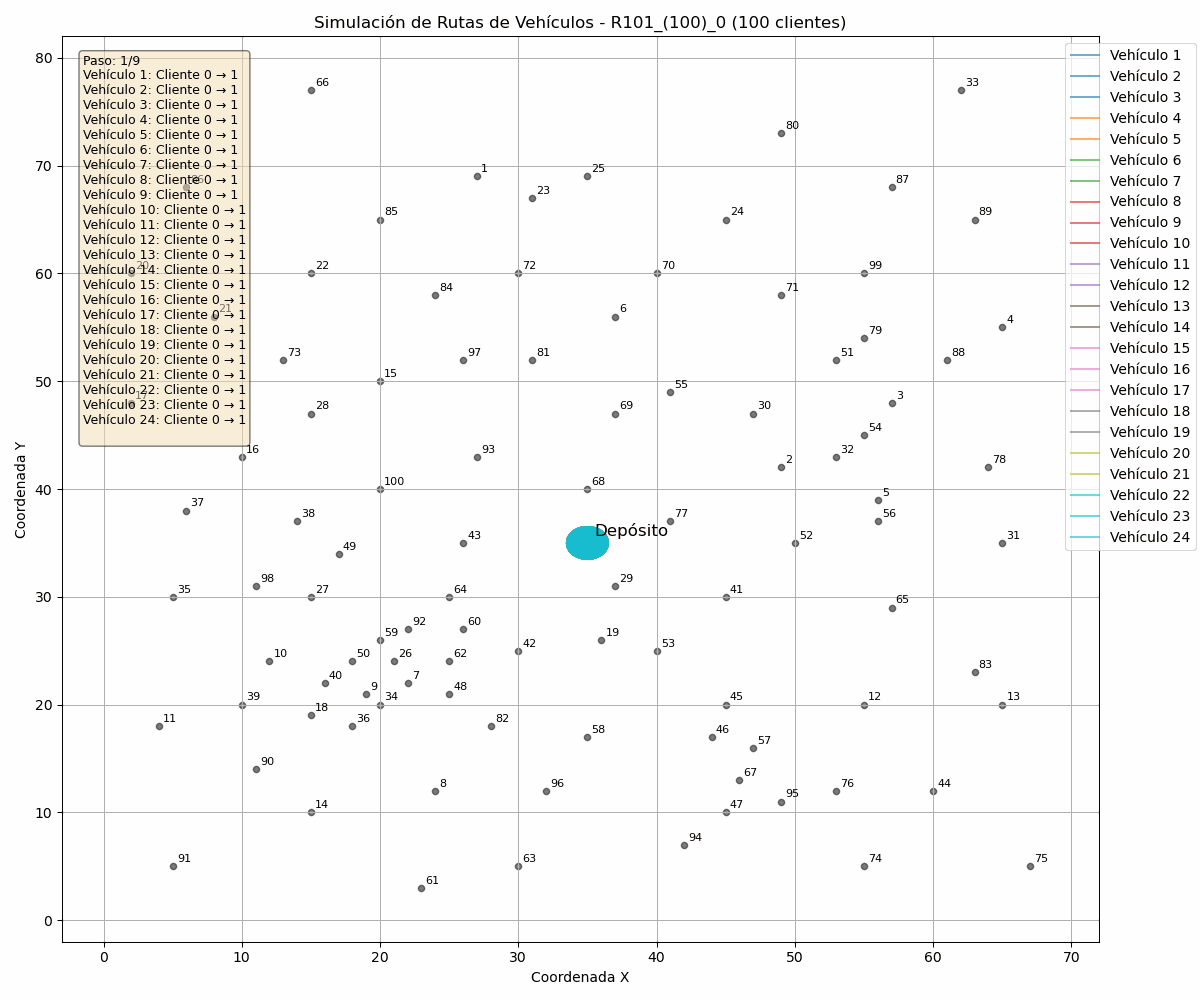 Simulación de Rutas de Vehículos - R101_(100)_0 (100 clientes)
Paso: 1/9
Vehículo 1: Cliente 0 → 1
Vehículo 2: Cliente 0 → 1
Vehículo 3: Cliente 0 → 1
Vehículo 4: Cliente 0 → 1
Vehículo 5: Cliente 0 → 1
Vehículo 6: Cliente 0 → 1
Vehículo 7: Cliente 0 → 1
Vehículo 8: Cliente 0 → 1
Vehículo 9: Cliente 0 → 1
Vehículo 10: Cliente 0 → 1
Vehículo 11: Cliente 0 → 1
Vehículo 12: Cliente 0 → 1
Vehículo 13: Cliente 0 → 1
Vehículo 14: Cliente 0 → 1
Vehículo 15: Cliente 0 → 1
Vehículo 16: Cliente 0 → 1
Vehículo 17: Cliente 0 → 1
Vehículo 18: Cliente 0 → 1
Vehículo 19: Cliente 0 → 1
Vehículo 20: Cliente 0 → 1
Vehículo 21: Cliente 0 → 1
Vehículo 22: Cliente 0 → 1
Vehículo 23: Cliente 0 → 1
Vehículo 24: Cliente 0 → 1
Vehículo 1
Vehículo 2
Vehículo 3
Vehículo 4
Vehículo 5
Vehículo 6
Vehículo 7
Vehículo 8
Vehículo 9
Vehículo 10
Vehículo 11
Vehículo 12
Vehículo 13
Vehículo 14
Vehículo 15
Vehículo 16
Vehículo 17
Vehículo 18
Vehículo 19
Vehículo 20
Vehículo 21
Vehículo 22
Vehículo 23
Vehículo 24
66
33
80
1
25
87
23
85
24
89
22
72
70
99
84
71
6
21
4
79
73
97
81
51
88
15
55
3
28
69
30
54
16
93
2
32
78
100
68
5
37
38
77
56
Depósito
43
52
31
49
98
29
35
27
64
41
65
92
60
59
19
42
53
10
50
26
62
83
40
7
9
48
39
34
45
12
13
18
11
36
82
58
46
57
90
67
8
96
95
76
44
14
47
94
91
63
74
75
61
80
70
60
50
40
30
20
10
0
Coordenada Y
0
10
20
30
40
50
60
70
Coordenada X